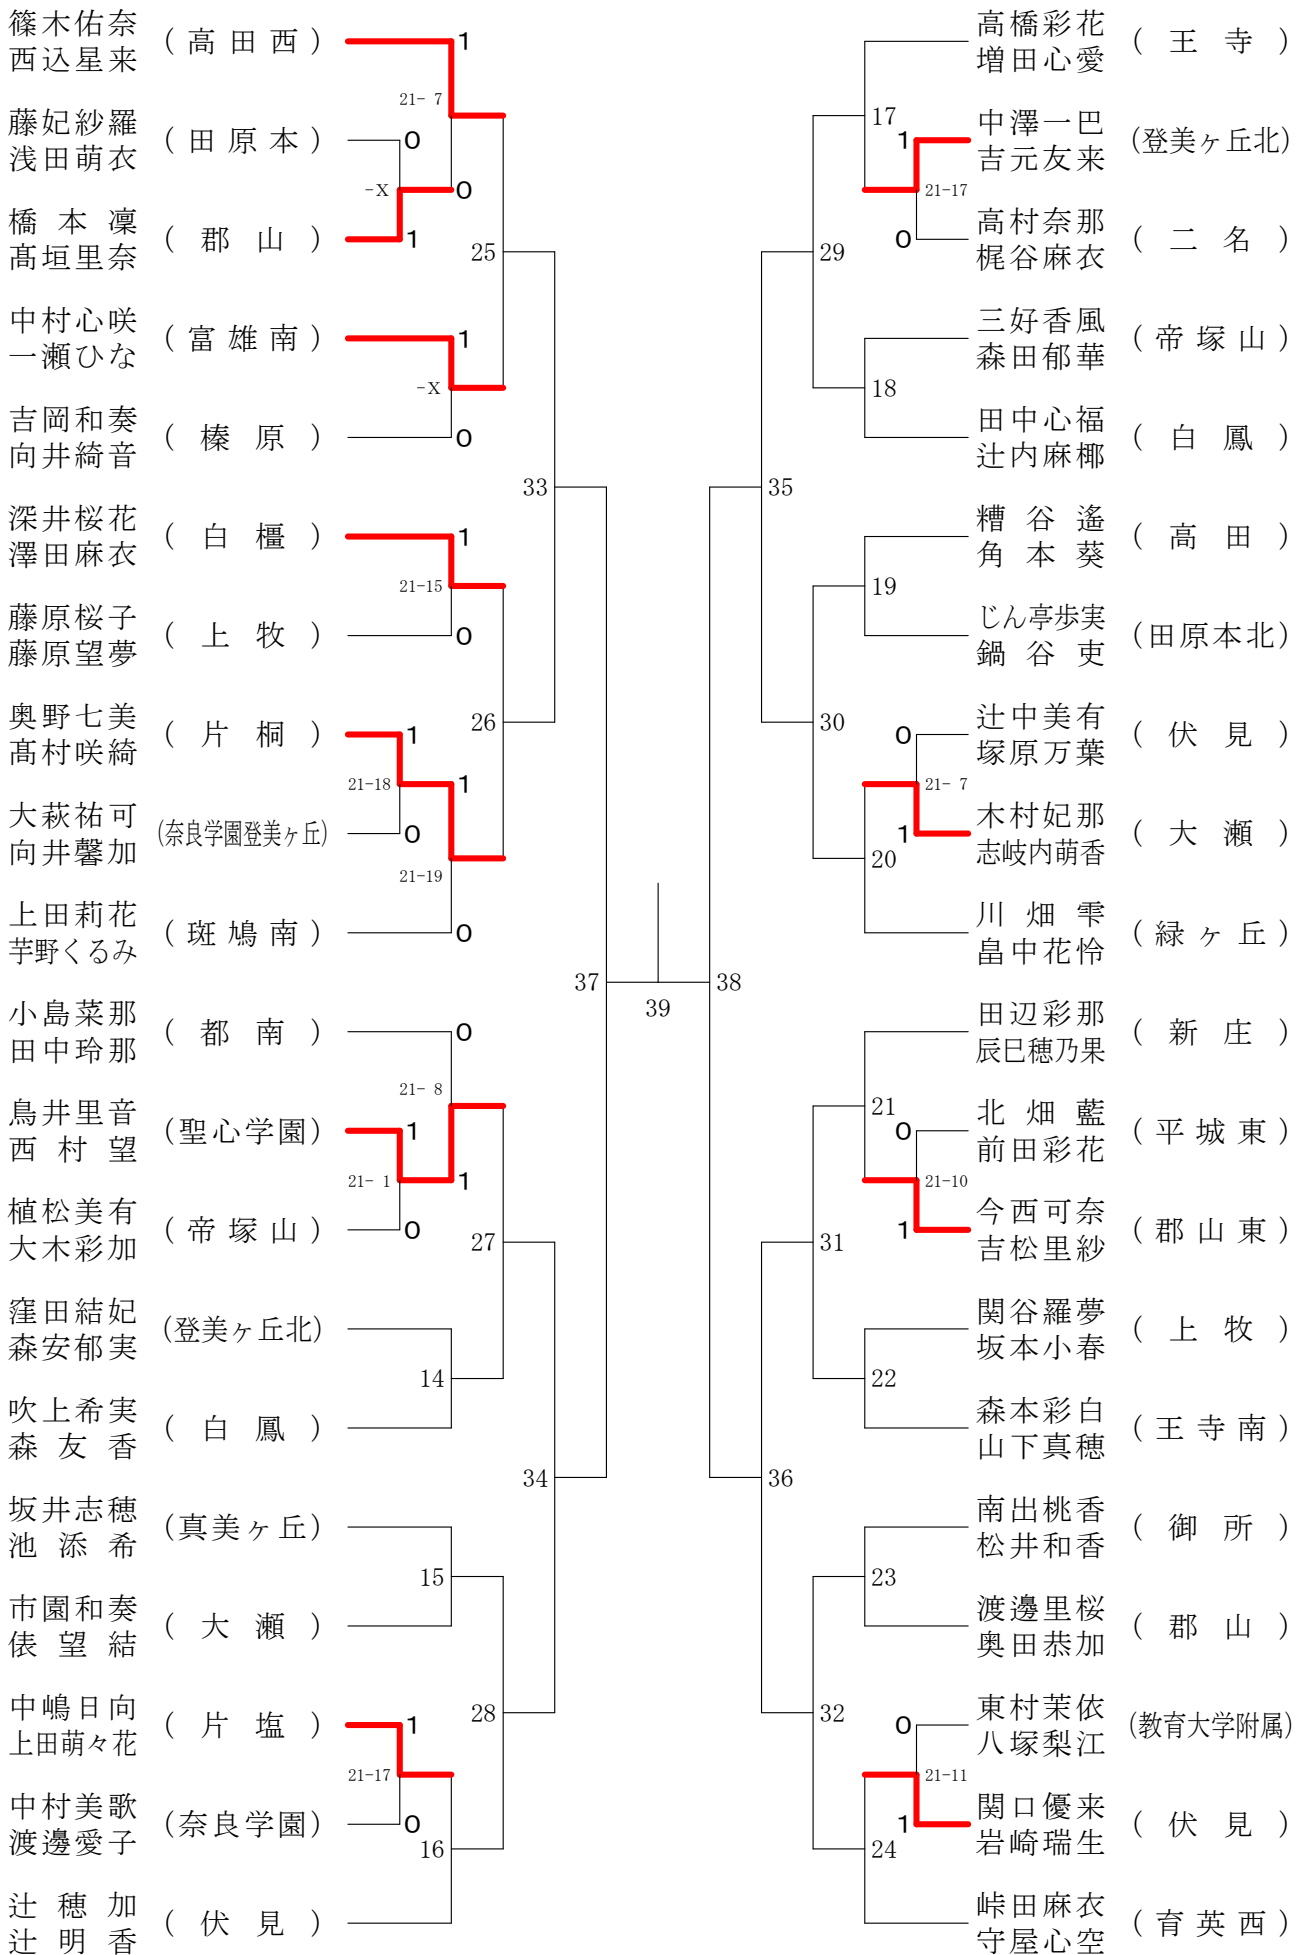 篠木佑奈
西込星来
(高田西)
1
21- 7
藤妃紗羅
浅田萌衣
(田原本)
0
-X
0
橋本凜
髙垣里奈
(郡山)
1
25
中村心咲
一瀬ひな
(富雄南)
1
-X
吉岡和奏
向井綺音
(榛原)
0
33
深井桜花
澤田麻衣
(白橿)
1
21-15
藤原桜子
藤原望夢
(上牧)
0
26
奥野七美
髙村咲綺
(片桐)
1
21-18
1
大萩祐可
向井馨加
(奈良学園登美ヶ丘)
0
21-19
上田莉花
芋野くるみ
(斑鳩南)
0
37
39
38
小島菜那
田中玲那
(都南)
0
21- 8
鳥井里音
西村望
(聖心学園)
1
21- 1
1
植松美有
大木彩加
(帝塚山)
0
27
窪田結妃
森安郁実
(登美ヶ丘北)
14
吹上希実
森友香
(白鳳)
34
坂井志穂
池添希
(真美ヶ丘)
15
市園和奏
俵望結
(大瀬)
28
中嶋日向
上田萌々花
(片塩)
1
21-17
中村美歌
渡邊愛子
(奈良学園)
0
16
辻穂加
辻明香
(伏見)
高橋彩花
増田心愛
(王寺)
17
中澤一巴
吉元友来
(登美ヶ丘北)
1
21-17
高村奈那
梶谷麻衣
(二名)
0
29
三好香風
森田郁華
(帝塚山)
18
田中心福
辻内麻椰
(白鳳)
35
糟谷遙
角本葵
(高田)
19
じん亭歩実
鍋谷吏
(田原本北)
30
辻中美有
塚原万葉
(伏見)
0
21- 7
木村妃那
志岐内萌香
(大瀬)
1
20
川畑雫
畠中花怜
(緑ヶ丘)
田辺彩那
辰巳穂乃果
(新庄)
21
北畑藍
前田彩花
(平城東)
0
21-10
今西可奈
吉松里紗
(郡山東)
1
31
関谷羅夢
坂本小春
(上牧)
22
森本彩白
山下真穂
(王寺南)
36
南出桃香
松井和香
(御所)
23
渡邊里桜
奥田恭加
(郡山)
32
東村茉依
八塚梨江
(教育大学附属)
0
21-11
関口優来
岩崎瑞生
(伏見)
1
24
峠田麻衣
守屋心空
(育英西)